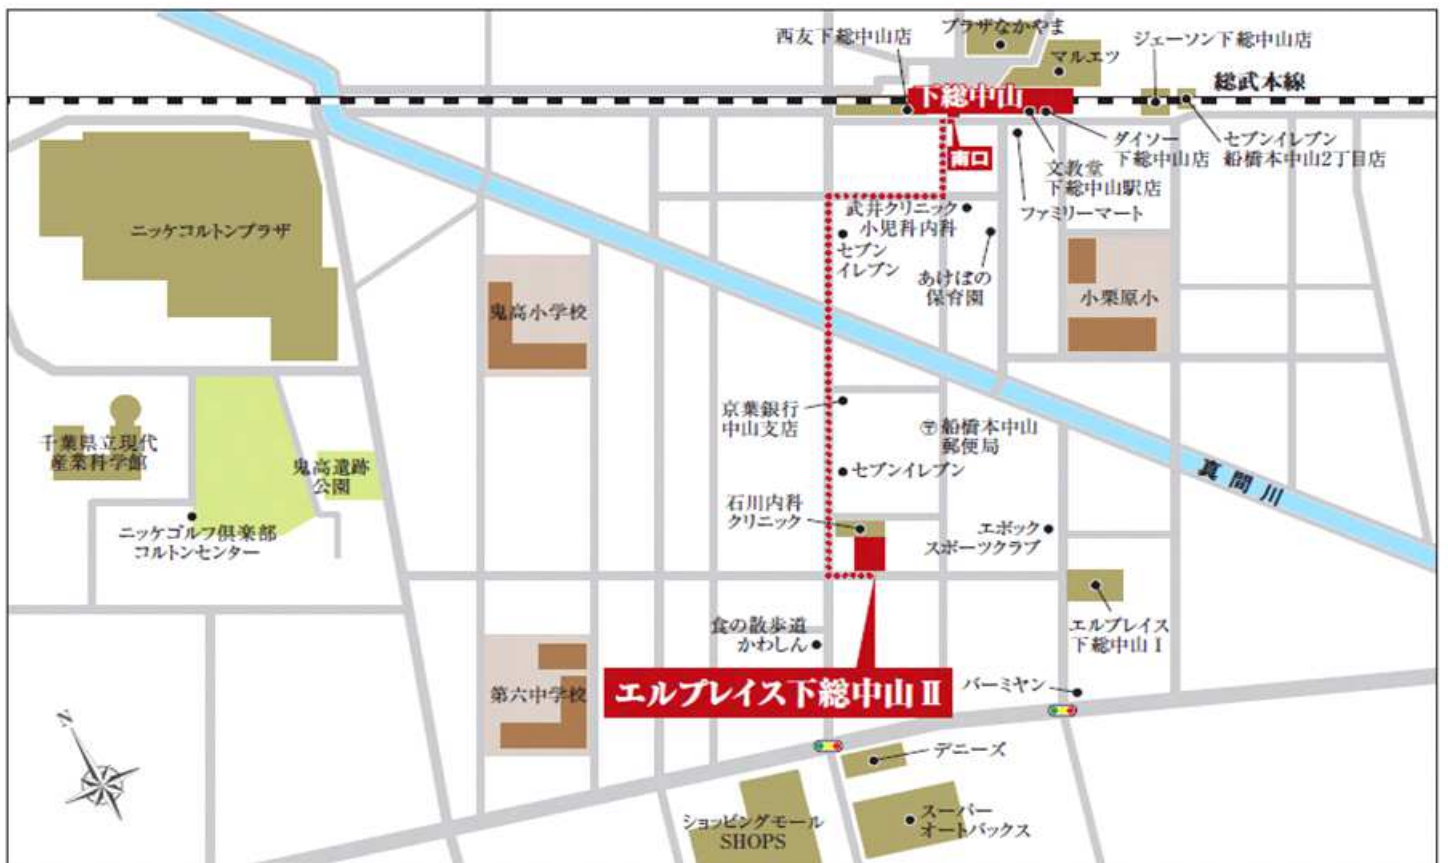 プラザなかやま
西友下総中山店
マルエツ
ジェーソン下総中山店
総武本線
下総中山
南口
ダイソー
下総中山店
セブンイレブン
船橋本中山2丁目店
文教堂
下総中山駅店
ファミリーマート
武井クリニック
小児科内科
セブン
イレブン
あけぼの
保育園
小栗原小
ニッケコルトンプラザ
鬼高小学校
京葉銀行
中山支店
〶船橋本中山
郵便局
千葉県立現代
産業科学館
鬼高遺跡
公園
セブンイレブン
真間川
石川内科
クリニック
ニッケゴルフ倶楽部
コルトンセンター
エポック
スポーツクラブ
食の散歩道
かわしん
エルプレイス
下総中山Ⅰ
エルプレイス下総中山Ⅱ
第六中学校
バーミヤン
N
デニーズ
ショッピングモール
SHOPS
スーパー
オートバックス